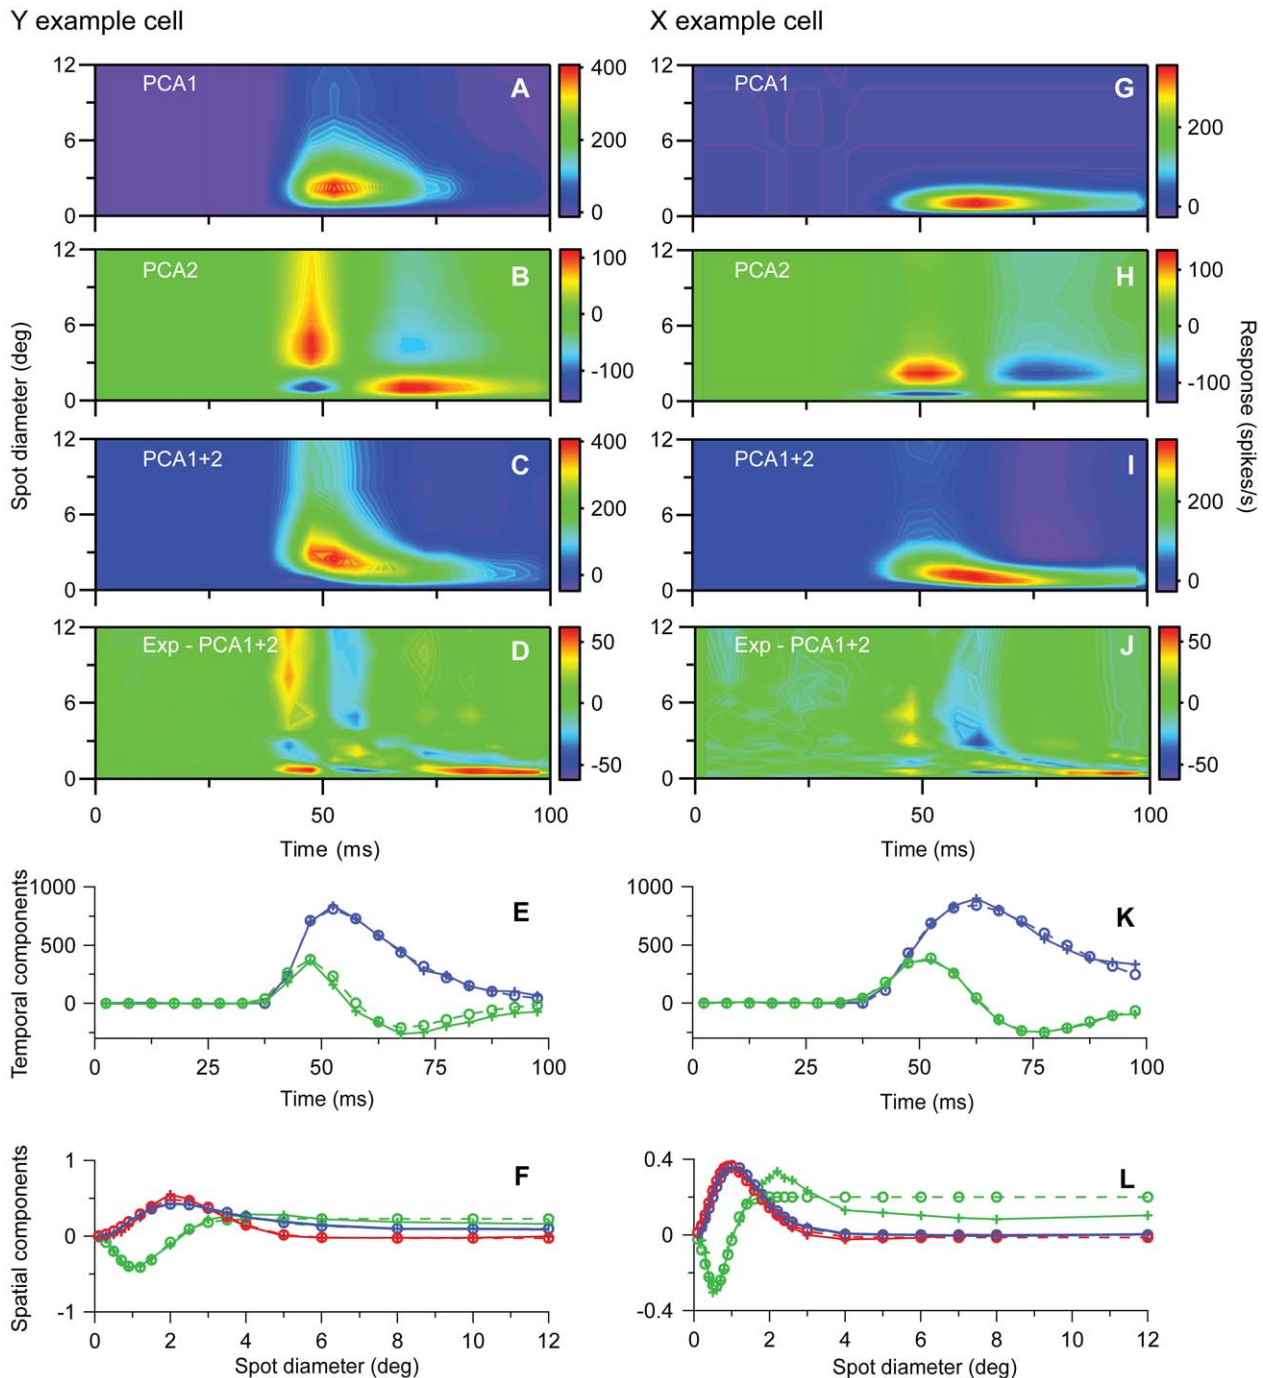 Y example cell
X example cell
12
6
0
PCA1
A
400
200
0
12
6
0
PCA1
G
200
0
12
6
0
PCA2
B
100
0
-100
12
6
0
PCA2
H
100
0
-100
12
6
0
PCA1+2
C
400
200
0
12
6
0
PCA1+2
I
200
0
12
6
0
Exp - PCA1+2
D
50
0
-50
12
6
0
Exp - PCA1+2
J
50
0
-50
Spot diameter (deg)
Response (spikes/s)
0 50 100
Time (ms)
0 50 100
Time (ms)
Temporal components
1000
500
0
E
0 25 50 75 100
Time (ms)
1000
500
0
K
0 25 50 75 100
Time (ms)
Spatial components
1
0
-1
F
0 2 4 6 8 10 12
Spot diameter (deg)
0.4
0
-0.4
L
0 2 4 6 8 10 12
Spot diameter (deg)